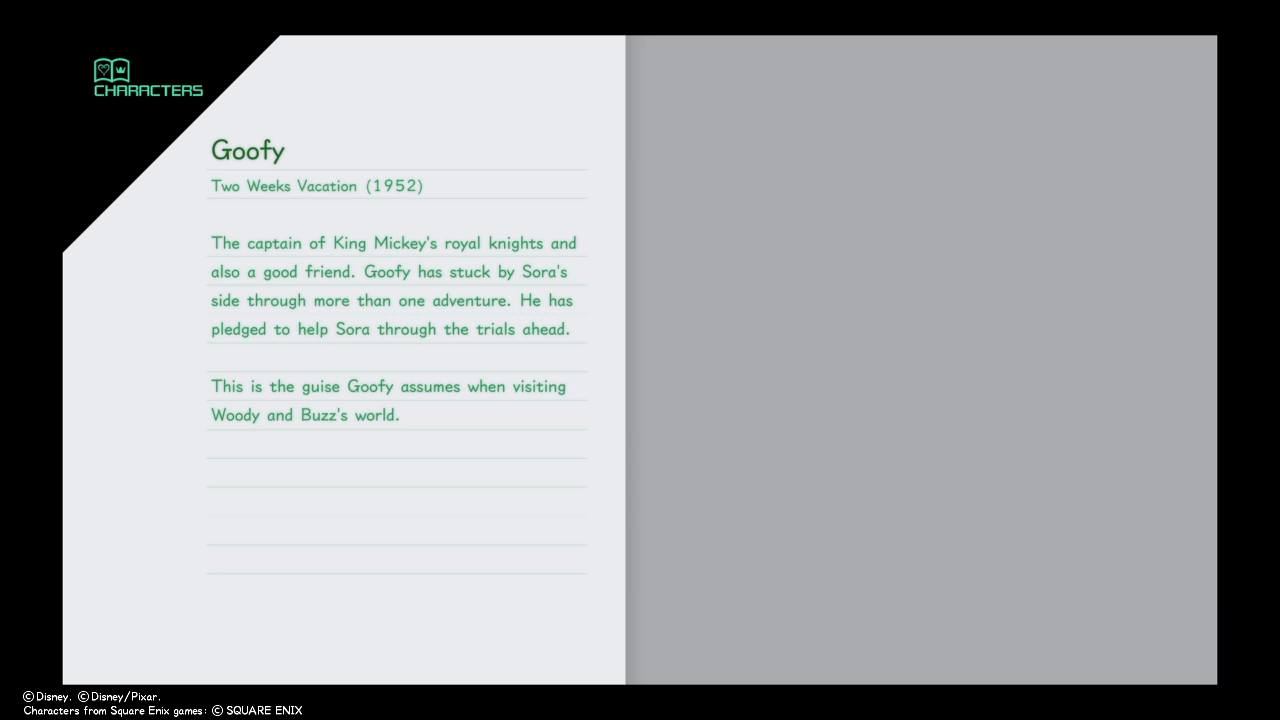 CHARACTERS
Goofy
Two Weeks Vacation (1952)
The captain of King Mickey's royal knights and
also a good friend. Goofy has stuck by Sora's
side through more than one adventure. He has
pledged to help Sora through the trials ahead.
This is the guise Goofy assumes when visiting
Woody and Buzz's world.
©Disney. ©Disney/Pixar.
Characters from Square Enix games: © SQUARE ENIX